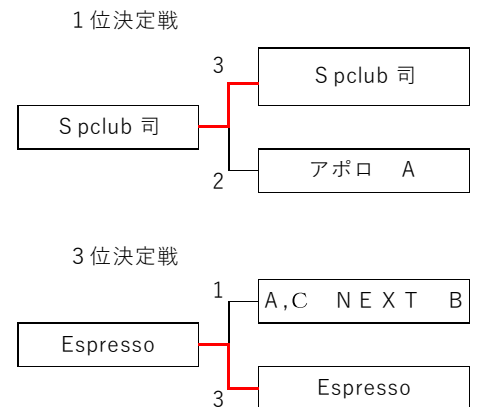 １位決定戦
3
Ｓpclub 司
Ｓpclub 司
アポロ　Ａ
2
３位決定戦
1
Ａ,Ｃ　ＮＥＸＴ　Ｂ
Espresso
Espresso
3